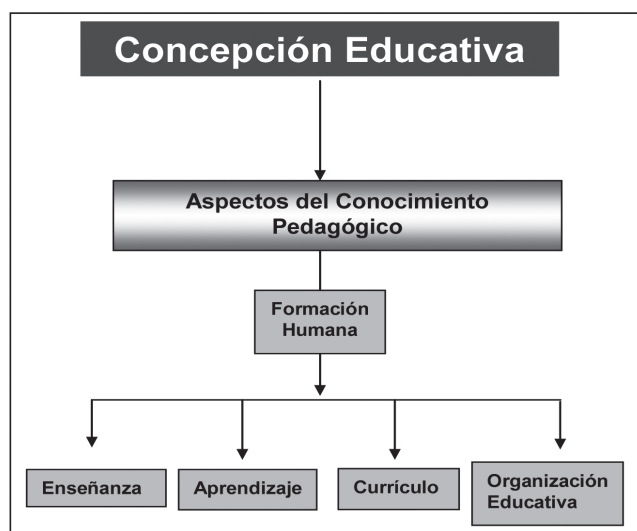 Concepción Educativa
Aspectos del Conocimiento
Pedagógico
Formación
Humana
Enseñanza
Aprendizaje
Currículo
Organización
Educativa